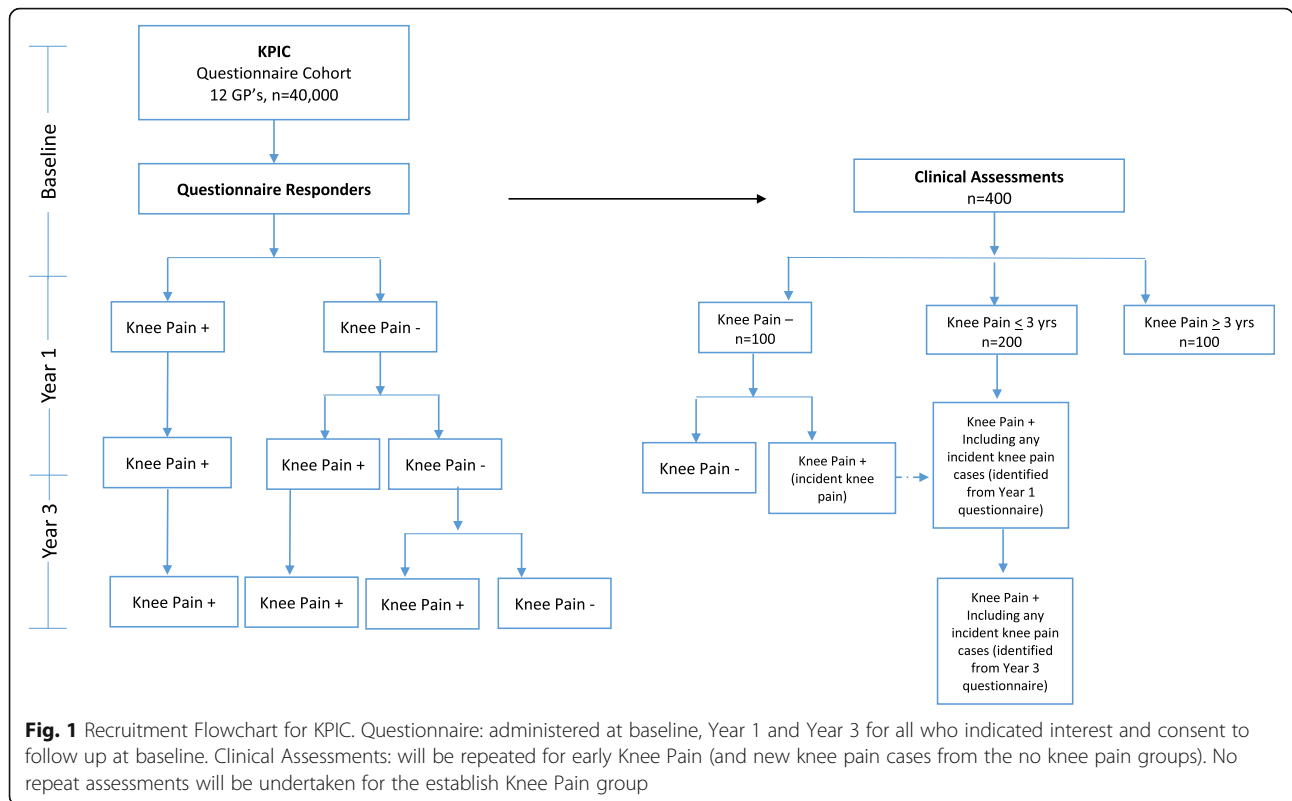 KPIC
Questionnaire Cohort
12 GP's, n=40,000
Baseline
Questionnaire Responders
Clinical Assessments
n=400
Year 1
Knee Pain +
Knee Pain -
Knee Pain –
n=100
Knee Pain ≤ 3 yrs
n=200
Knee Pain ≥ 3 yrs
n=100
Knee Pain +
Knee Pain +
Knee Pain -
Knee Pain -
Knee Pain +
(incident knee
pain)
Knee Pain +
Including any
incident knee pain
cases (identified
from Year 1
questionnaire)
Year 3
Knee Pain +
Knee Pain +
Knee Pain +
Knee Pain -
Knee Pain +
Including any
incident knee pain
cases (identified
from Year 3
questionnaire)
Fig. 1 Recruitment Flowchart for KPIC. Questionnaire: administered at baseline, Year 1 and Year 3 for all who indicated interest and consent to
follow up at baseline. Clinical Assessments: will be repeated for early Knee Pain (and new knee pain cases from the no knee pain groups). No
repeat assessments will be undertaken for the establish Knee Pain group